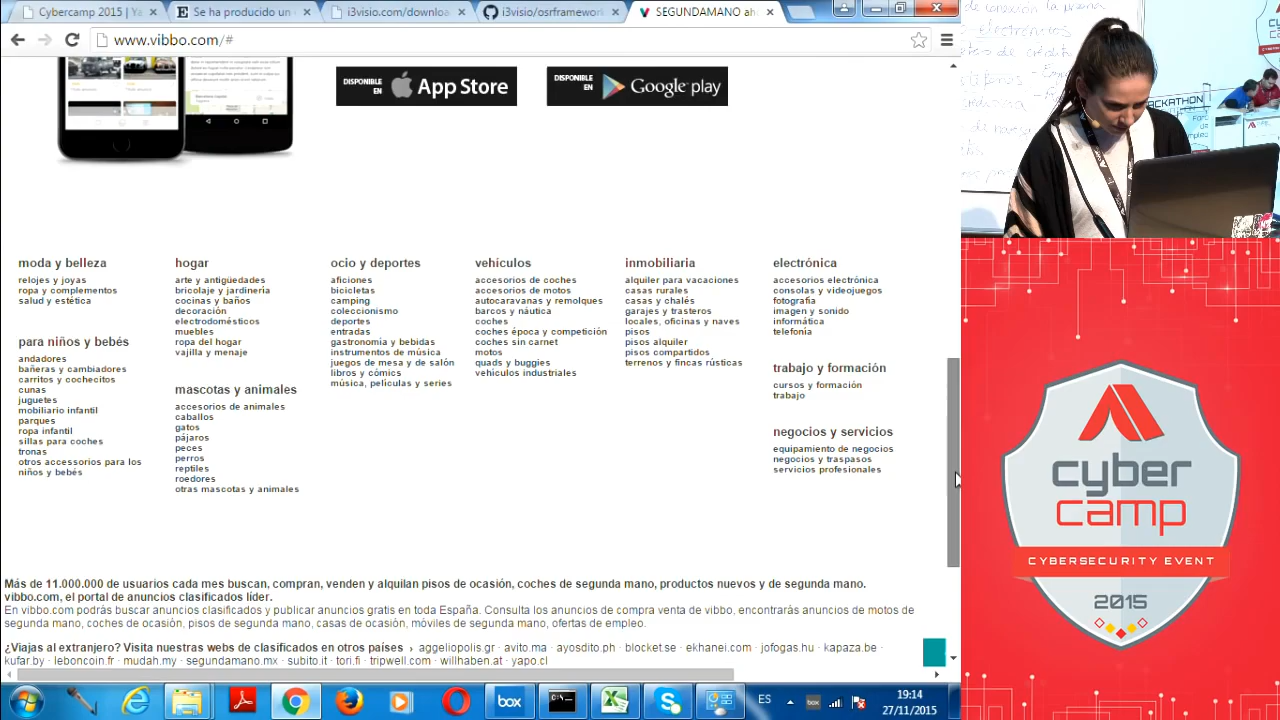 Cybercamp 2015 | Ya
Se ha producido un
i3visio.com/downloa
i3visio/osrframework
SEGUNDAMANO aho
www.vibbo.com/#
DISPONIBLE EN App Store
DISPONIBLE EN Google play
moda y belleza
relojes y joyas
ropa y complementos
salud y estética
para niños y bebés
andadores
bañeras y cambiadores
carritos y cochecitos
cunas
juguetes
mobiliario infantil
parques
ropa infantil
sillas para coches
tronas
otros accessorios para los
niños y bebés
hogar
arte y antigüedades
bricolaje y jardinería
cocinas y baños
decoración
electrodomésticos
muebles
ropa del hogar
vajilla y menaje
mascotas y animales
accesorios de animales
caballos
gatos
pájaros
peces
perros
reptiles
roedores
otras mascotas y animales
ocio y deportes
aficiones
bicicletas
camping
coleccionismo
deportes
entradas
gastronomía y bebidas
instrumentos de música
juegos de mesa y de salón
libros y cómics
música, películas y series
vehículos
accesorios de coches
accesorios de motos
autocaravanas y remolques
barcos y náutica
coches
coches época y competición
coches sin carnet
motos
quads y buggies
vehículos industriales
inmobiliaria
alquiler para vacaciones
casas rurales
casas y chalés
garajes y trasteros
locales, oficinas y naves
pisos
pisos alquiler
pisos compartidos
terrenos y fincas rústicas
electrónica
accesorios electrónica
consolas y videojuegos
fotografía
imagen y sonido
informática
telefonía
trabajo y formación
cursos y formación
trabajo
negocios y servicios
equipamiento de negocios
negocios y traspasos
servicios profesionales
Más de 11.000.000 de usuarios cada mes buscan, compran, venden y alquilan pisos de ocasión, coches de segunda mano, productos nuevos y de segunda mano.
vibbo.com, el portal de anuncios clasificados líder.
En vibbo.com podrás buscar anuncios clasificados y publicar anuncios gratis en toda España. Consulta los anuncios de compra venta de vibbo, encontrarás anuncios de motos de
segunda mano, coches de ocasión, pisos de segunda mano, casas de ocasión, móviles de segunda mano, ofertas de empleo.
¿Viajas al extranjero? Visita nuestras webs de clasificados en otros países · aggeliopolis.gr · avito.ma · ayosdito.ph · blocket.se · ekhanei.com · jofogas.hu · kapaza.be ·
kufar.by · leboncoin.fr · mudah.my · segundamano.mx · subito.it · tori.fi · tripwell.com · willhaben.at · yapo.cl
box
ES
box
19:14
27/11/2015
HACKATHON
cyber
camp
CYBERSECURITY EVENT
2015